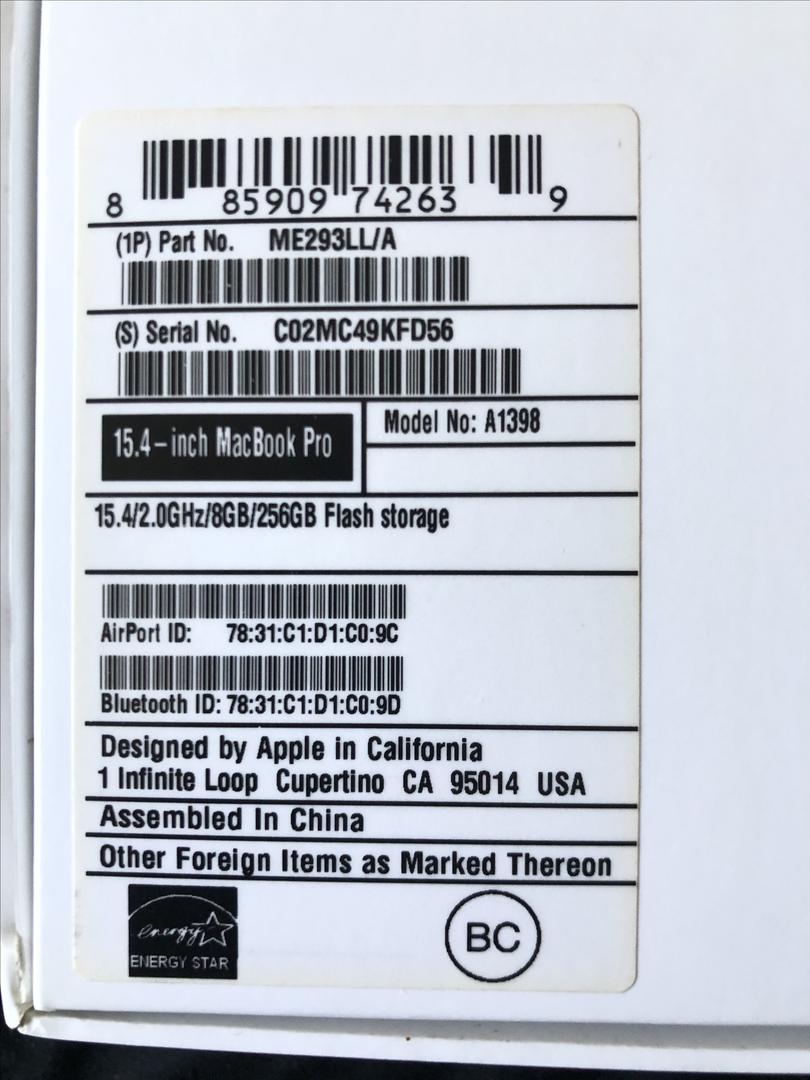 8 85909 74263 9
(1P) Part No. ME293LL/A
(S) Serial No. C02MC49KFD56
15.4-inch MacBook Pro
Model No: A1398
15.4/2.0GHz/8GB/256GB Flash storage
AirPort ID: 78:31:C1:D1:C0:9C
Bluetooth ID: 78:31:C1:D1:C0:9D
Designed by Apple in California
1 Infinite Loop Cupertino CA 95014 USA
Assembled In China
Other Foreign Items as Marked Thereon
energy
ENERGY STAR
BC